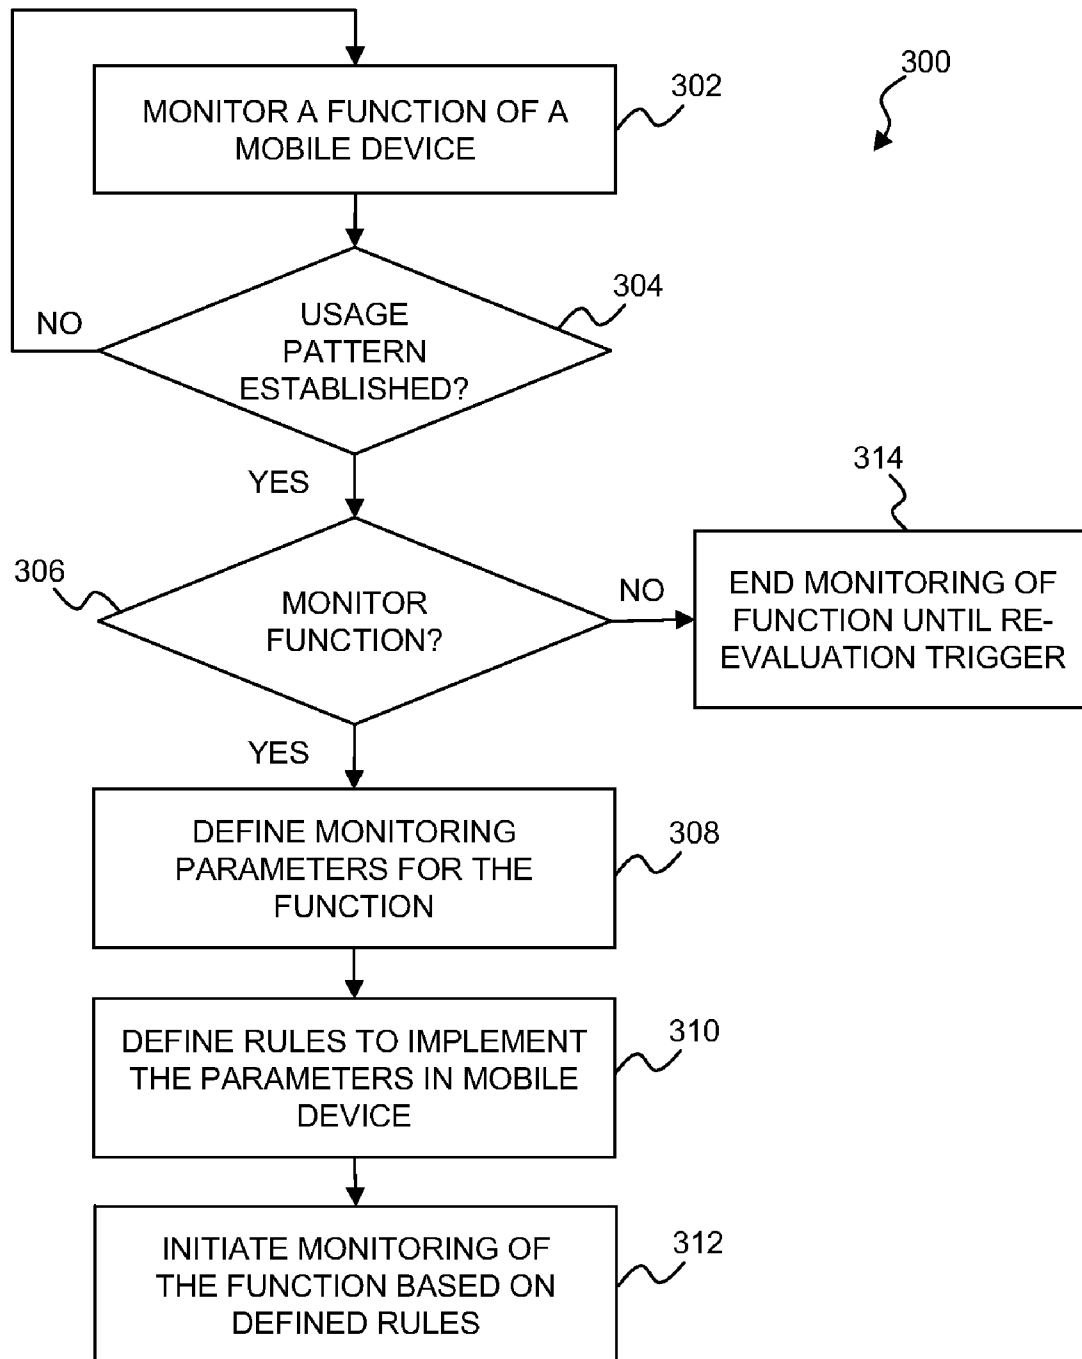 300
MONITOR A FUNCTION OF A
MOBILE DEVICE
302
USAGE
PATTERN
ESTABLISHED?
304
NO
YES
MONITOR
FUNCTION?
306
NO
END MONITORING OF
FUNCTION UNTIL RE-
EVALUATION TRIGGER
314
YES
DEFINE MONITORING
PARAMETERS FOR THE
FUNCTION
308
DEFINE RULES TO IMPLEMENT
THE PARAMETERS IN MOBILE
DEVICE
310
INITIATE MONITORING OF
THE FUNCTION BASED ON
DEFINED RULES
312